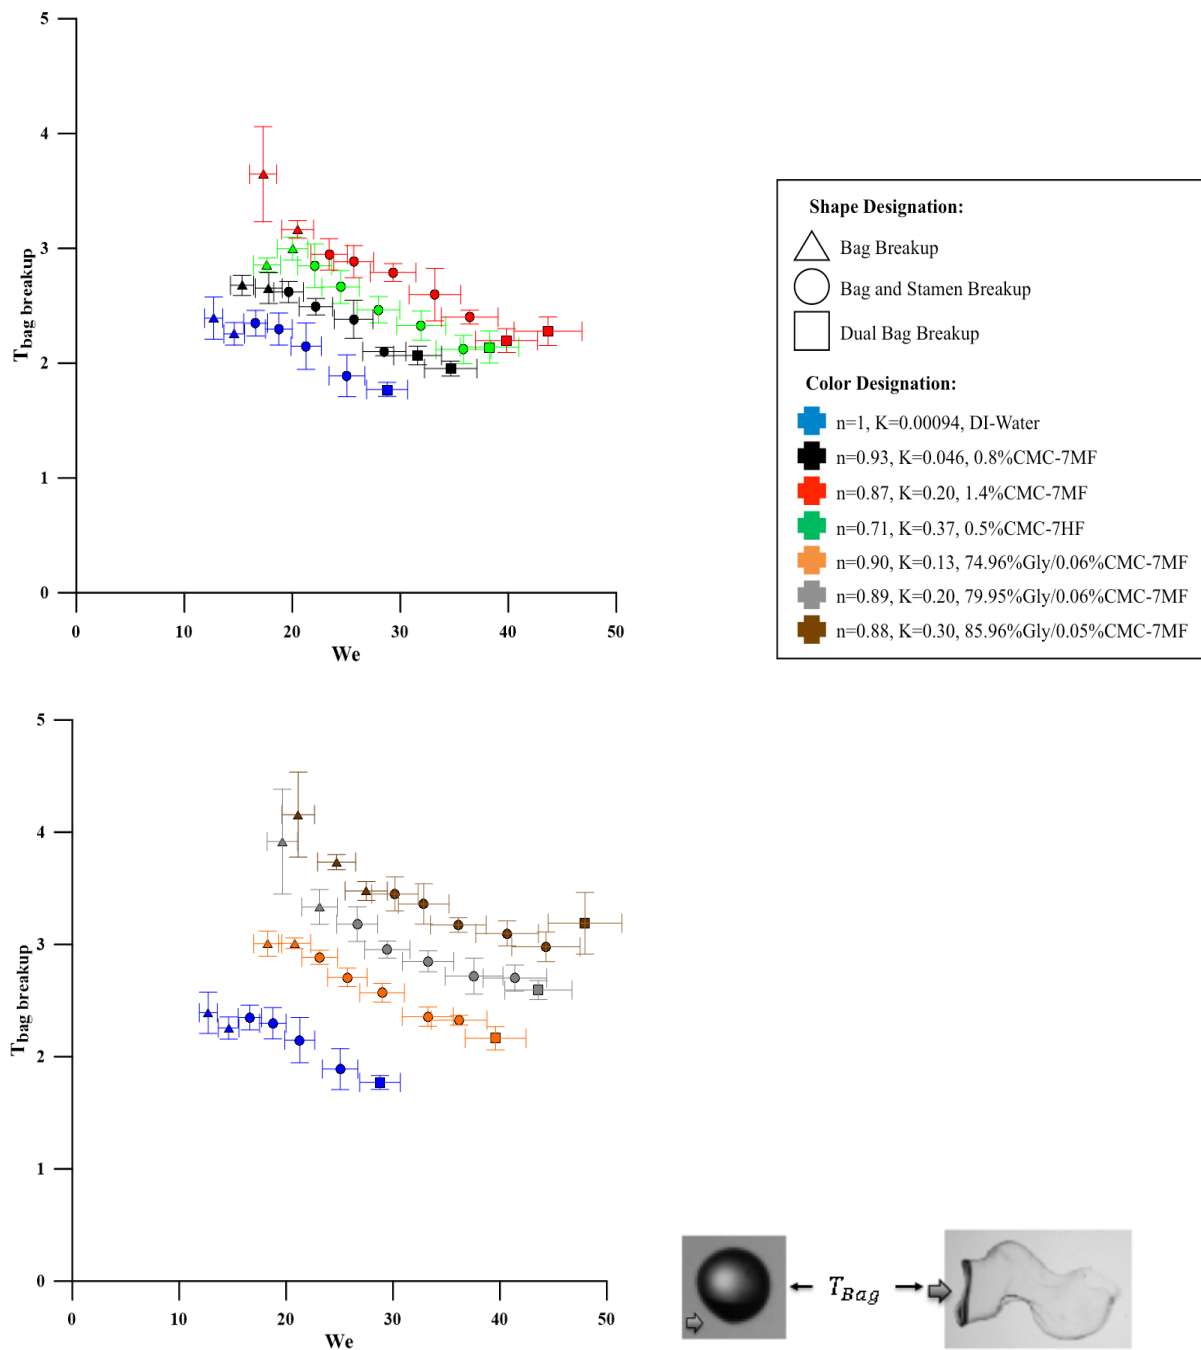 5
4
3
2
1
0
T bag breakup
0 10 20 30 40 50
We
Shape Designation:
Bag Breakup
Bag and Stamen Breakup
Dual Bag Breakup
Color Designation:
n=1, K=0.00094, DI-Water
n=0.93, K=0.046, 0.8%CMC-7MF
n=0.87, K=0.20, 1.4%CMC-7MF
n=0.71, K=0.37, 0.5%CMC-7HF
n=0.90, K=0.13, 74.96%Gly/0.06%CMC-7MF
n=0.89, K=0.20, 79.95%Gly/0.06%CMC-7MF
n=0.88, K=0.30, 85.96%Gly/0.05%CMC-7MF
5
4
3
2
1
0
T bag breakup
0 10 20 30 40 50
We
T Bag